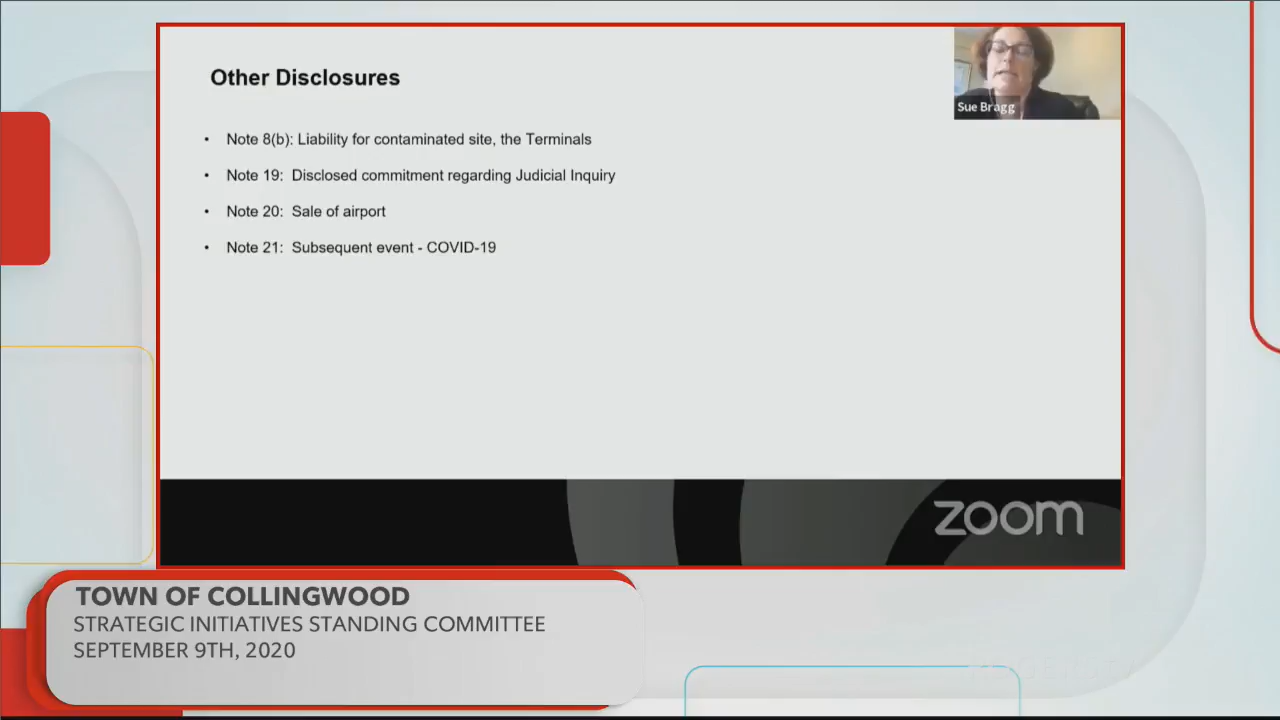 Other Disclosures
Sue Bragg
• Note 8(b): Liability for contaminated site, the Terminals
• Note 19: Disclosed commitment regarding Judicial Inquiry
• Note 20: Sale of airport
• Note 21: Subsequent event - COVID-19
zoom
TOWN OF COLLINGWOOD
STRATEGIC INITIATIVES STANDING COMMITTEE
SEPTEMBER 9TH, 2020